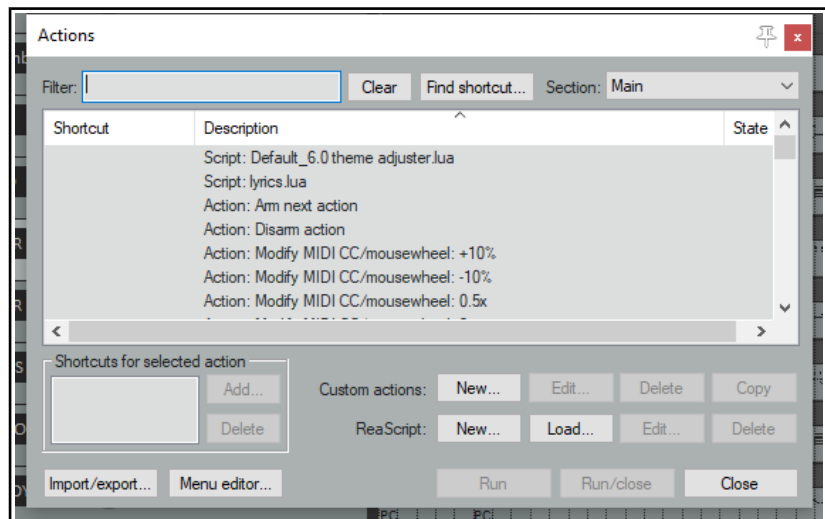 Actions
Filter: Clear Find shortcut... Section: Main
Shortcut Description State
Script: Default_6.0 theme adjuster.lua
Script: lyrics.lua
Action: Arm next action
Action: Disarm action
Action: Modify MIDI CC/mousewheel: +10%
Action: Modify MIDI CC/mousewheel: -10%
Action: Modify MIDI CC/mousewheel: 0.5x
Shortcuts for selected action
Add... Custom actions: New... Edit... Delete Copy
Delete ReaScript: New... Load... Edit... Delete
Import/export... Menu editor... Run Run/close Close